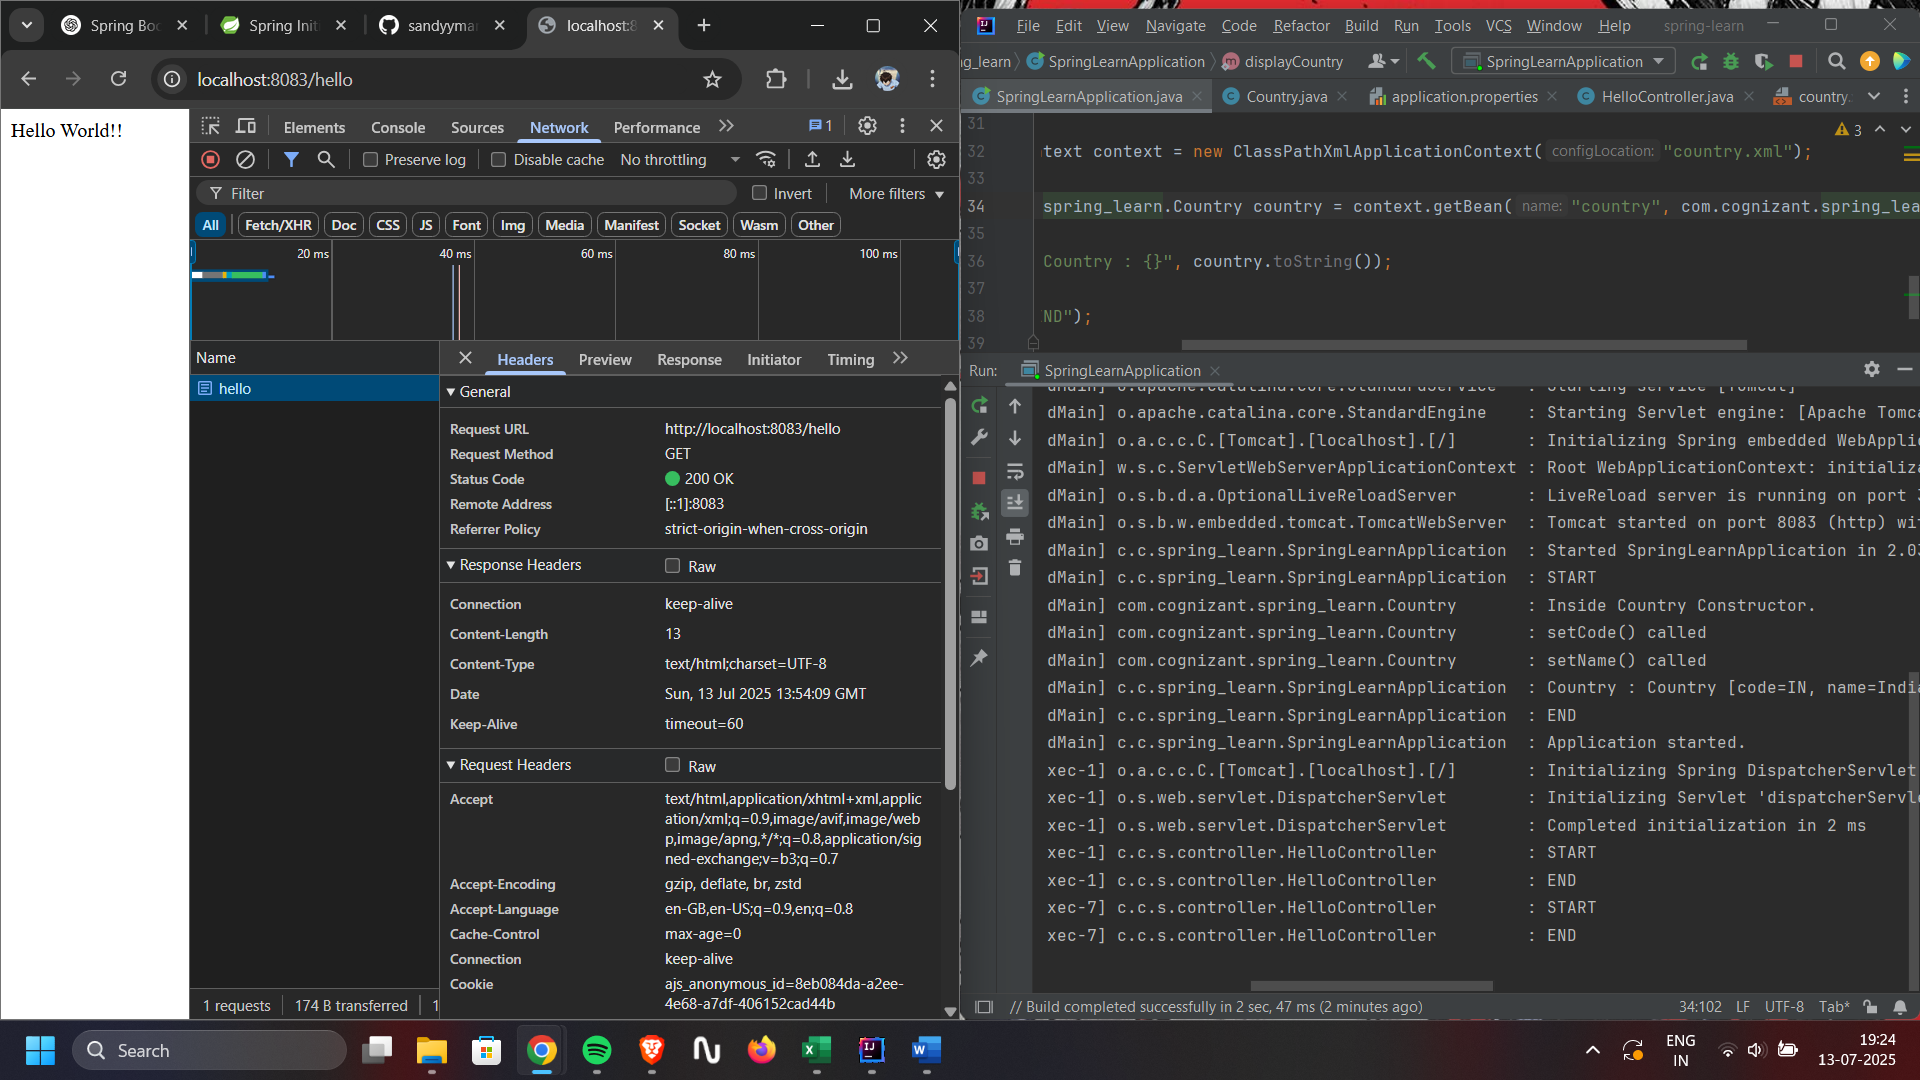 Spring Boo
Spring Init
sandyymar
localhost:8
localhost:8083/hello
Hello World!!
Elements Console Sources Network Performance 1
Preserve log Disable cache No throttling
Filter Invert More filters
All Fetch/XHR Doc CSS JS Font Img Media Manifest Socket Wasm Other
20 ms 40 ms 60 ms 80 ms 100 ms
Name
hello
Headers Preview Response Initiator Timing
General
Request URL http://localhost:8083/hello
Request Method GET
Status Code 200 OK
Remote Address [::1]:8083
Referrer Policy strict-origin-when-cross-origin
Response Headers Raw
Connection keep-alive
Content-Length 13
Content-Type text/html;charset=UTF-8
Date Sun, 13 Jul 2025 13:54:09 GMT
Keep-Alive timeout=60
Request Headers Raw
Accept text/html,application/xhtml+xml,applic
ation/xml;q=0.9,image/avif,image/web
p,image/apng,*/*;q=0.8,application/sig
ned-exchange;v=b3;q=0.7
Accept-Encoding gzip, deflate, br, zstd
Accept-Language en-GB,en-US;q=0.9,en;q=0.8
Cache-Control max-age=0
Connection keep-alive
Cookie ajs_anonymous_id=8eb084da-a2ee-
4e68-a7df-406152cad44b
1 requests 174 B transferred 1
File Edit View Navigate Code Refactor Build Run Tools VCS Window Help spring-learn
ng_learn SpringLearnApplication displayCountry SpringLearnApplication
SpringLearnApplication.java Country.java application.properties HelloController.java country.
31
32 text context = new ClassPathXmlApplicationContext( configLocation: "country.xml"); 3
33
34 spring_learn.Country country = context.getBean( name: "country", com.cognizant.spring_lea
35
36 Country : {}", country.toString());
37
38 ND");
39
Run: SpringLearnApplication
dMain] o.apache.catalina.core.StandardService : Starting service [Tomcat]
dMain] o.apache.catalina.core.StandardEngine : Starting Servlet engine: [Apache Tomca
dMain] o.a.c.c.C.[Tomcat].[localhost].[/] : Initializing Spring embedded WebApplic
dMain] w.s.c.ServletWebServerApplicationContext : Root WebApplicationContext: initializa
dMain] o.s.b.d.a.OptionalLiveReloadServer : LiveReload server is running on port 3
dMain] o.s.b.w.embedded.tomcat.TomcatWebServer : Tomcat started on port 8083 (http) wit
dMain] c.c.spring_learn.SpringLearnApplication : Started SpringLearnApplication in 2.03
dMain] c.c.spring_learn.SpringLearnApplication : START
dMain] com.cognizant.spring_learn.Country : Inside Country Constructor.
dMain] com.cognizant.spring_learn.Country : setCode() called
dMain] com.cognizant.spring_learn.Country : setName() called
dMain] c.c.spring_learn.SpringLearnApplication : Country : Country [code=IN, name=India
dMain] c.c.spring_learn.SpringLearnApplication : END
dMain] c.c.spring_learn.SpringLearnApplication : Application started.
xec-1] o.a.c.c.C.[Tomcat].[localhost].[/] : Initializing Spring DispatcherServlet
xec-1] o.s.web.servlet.DispatcherServlet : Initializing Servlet 'dispatcherServle
xec-1] o.s.web.servlet.DispatcherServlet : Completed initialization in 2 ms
xec-1] c.c.s.controller.HelloController : START
xec-1] c.c.s.controller.HelloController : END
xec-7] c.c.s.controller.HelloController : START
xec-7] c.c.s.controller.HelloController : END
// Build completed successfully in 2 sec, 47 ms (2 minutes ago) 34:102 LF UTF-8 Tab*
Search
ENG
IN
19:24
13-07-2025